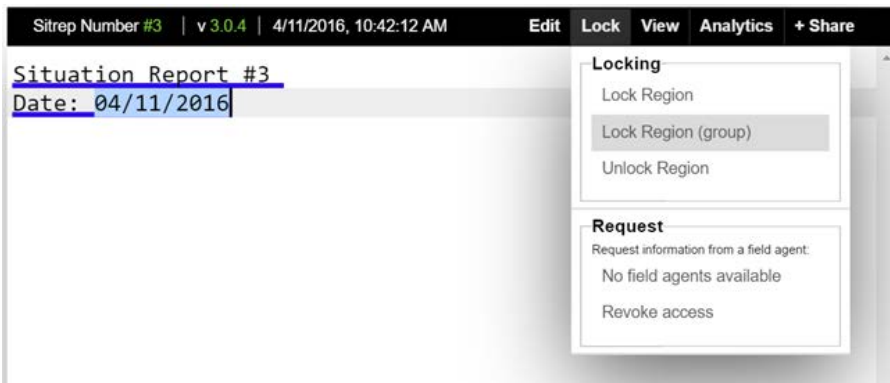 Sitrep Number #3 | v 3.0.4 | 4/11/2016, 10:42:12 AM Edit Lock View Analytics + Share
Situation Report #3
Date: 04/11/2016
Locking
Lock Region
Lock Region (group)
Unlock Region
Request
Request information from a field agent:
No field agents available
Revoke access